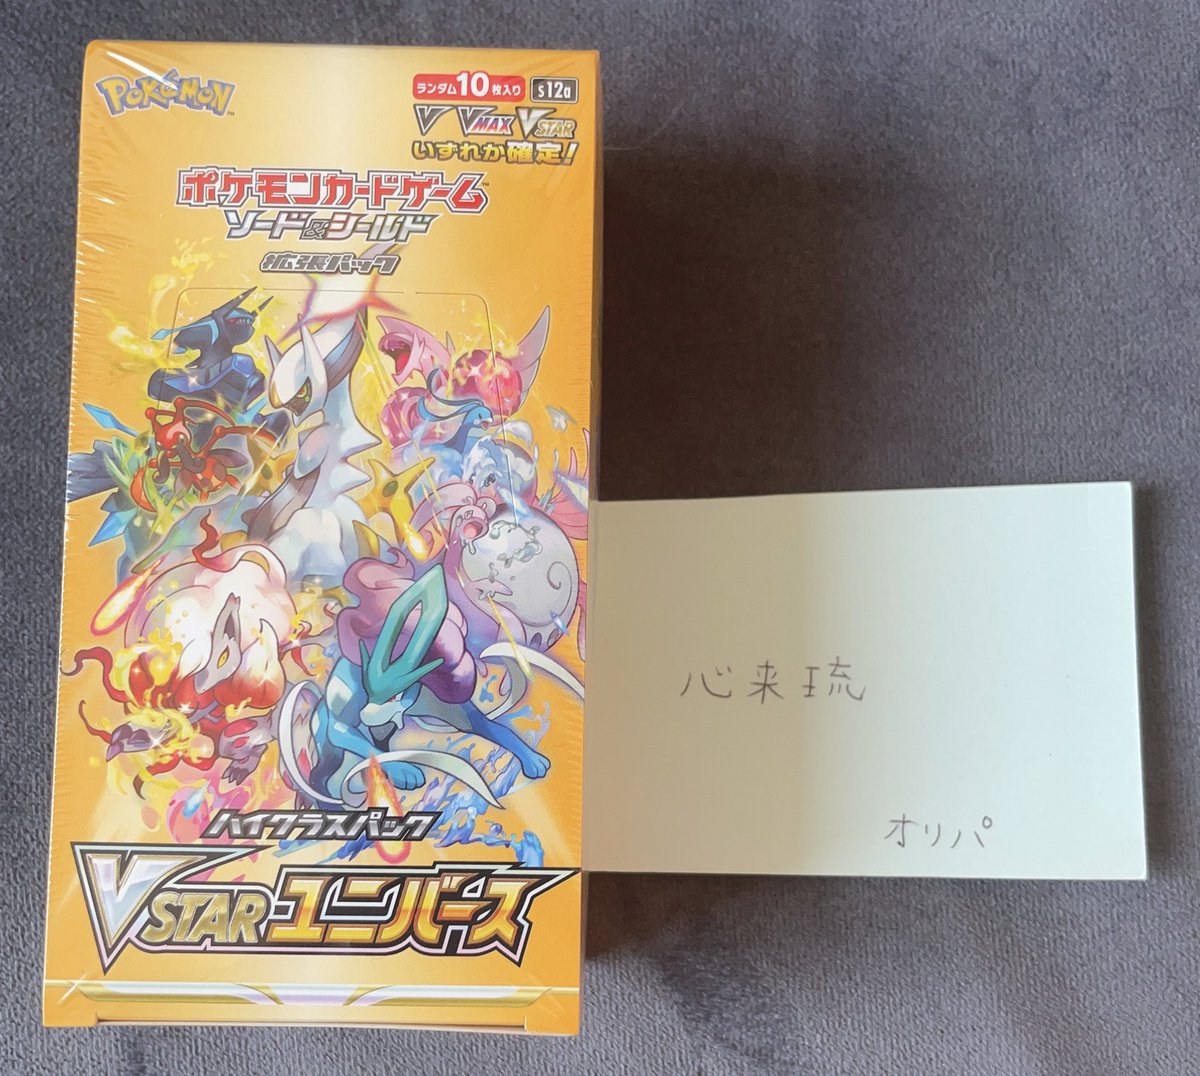 POKÉMON
ランダム10枚入り s12a
V VMAX VSTAR
いずれか確定!
ポケモンカードゲーム
ソード&シールド
拡張パック
ハイクラスパック
VSTARユニバース
心来琉
オリパ